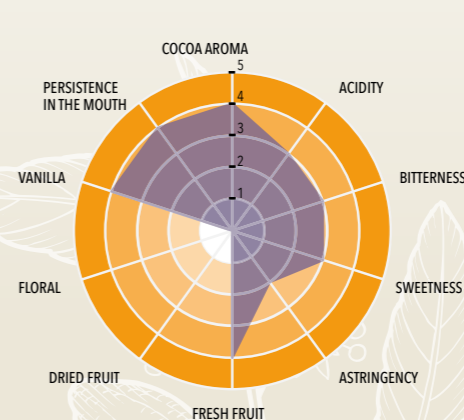 COCOA AROMA
5
4
3
2
1
ACIDITY
BITTERNESS
SWEETNESS
ASTRINGENCY
FRESH FRUIT
DRIED FRUIT
FLORAL
VANILLA
PERSISTENCE
IN THE MOUTH